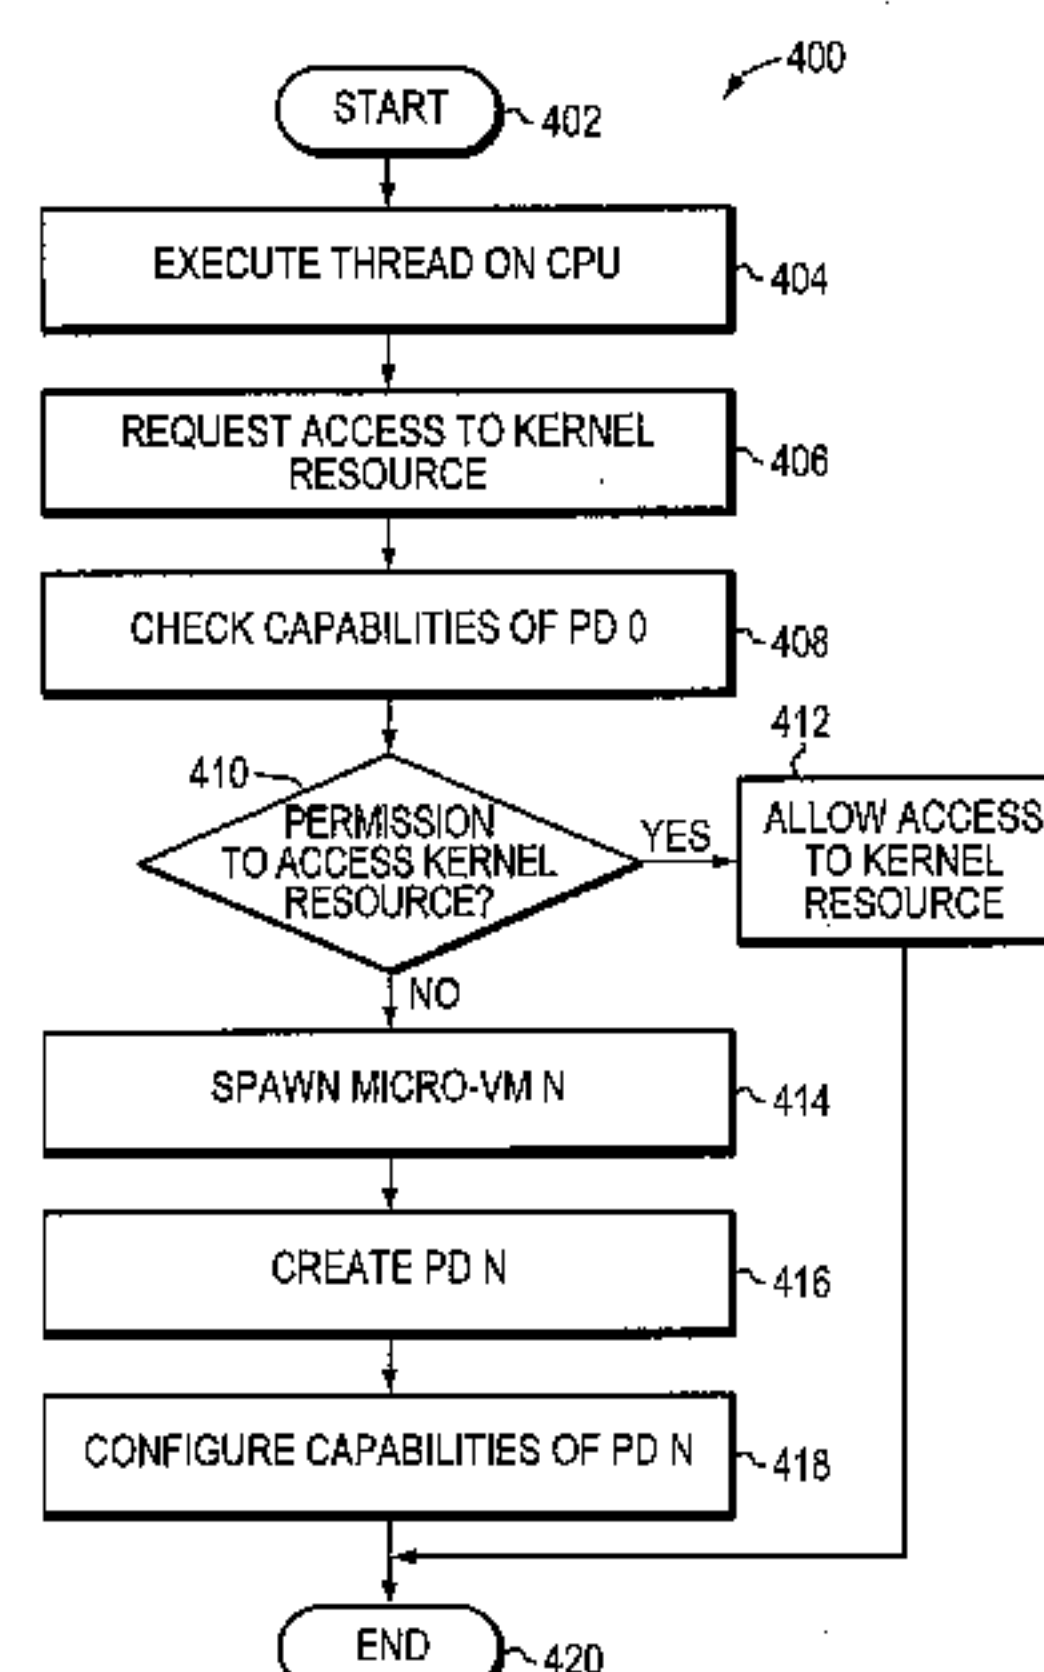 400
START
402
EXECUTE THREAD ON CPU
404
REQUEST ACCESS TO KERNEL
RESOURCE
406
CHECK CAPABILITIES OF PD 0
408
410
PERMISSION
TO ACCESS KERNEL
RESOURCE?
YES
412
ALLOW ACCESS
TO KERNEL
RESOURCE
NO
SPAWN MICRO-VM N
414
CREATE PD N
416
CONFIGURE CAPABILITIES OF PD N
418
END
420